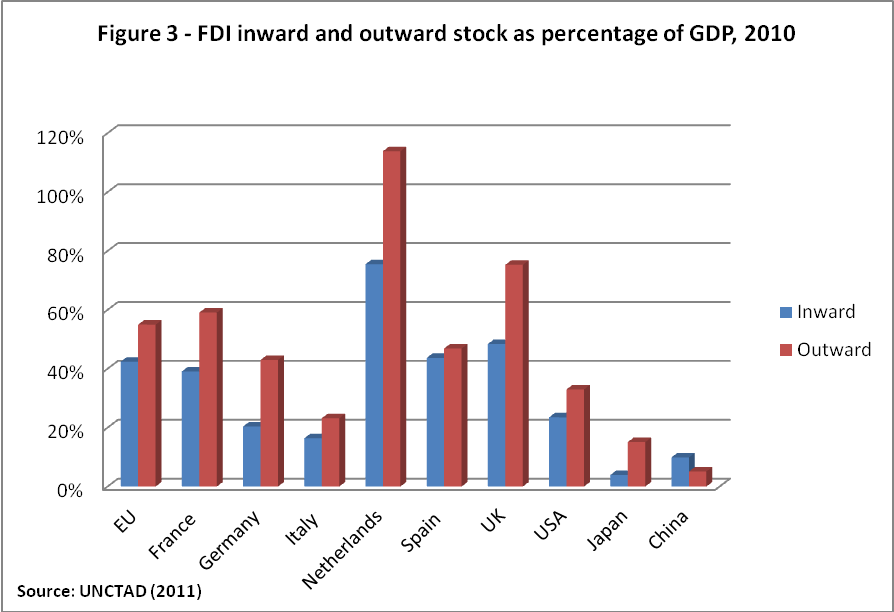 Figure 3 - FDI inward and outward stock as percentage of GDP, 2010
120%
100%
80%
60%
40%
20%
0%
Inward
Outward
EU
France
Germany
Italy
Netherlands
Spain
UK
USA
Japan
China
Source: UNCTAD (2011)